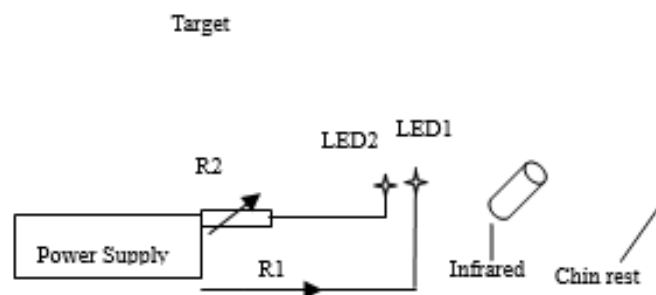 Target
LED1
LED2
R2
Power Supply
R1
Infrared
Chin rest